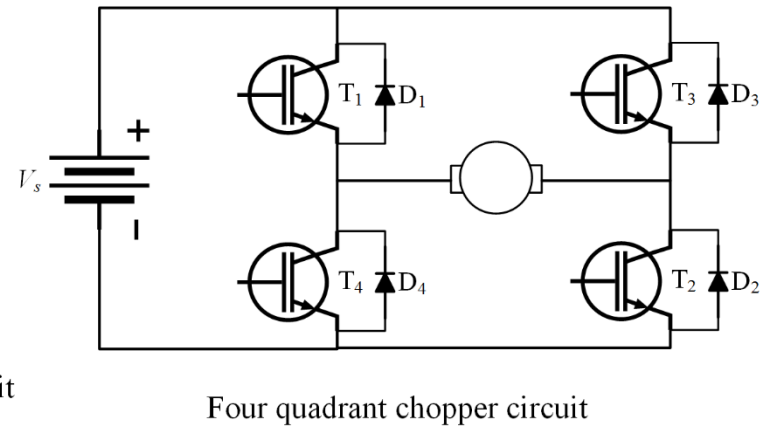 T1 D1 T3 D3
+
Vs
−
T4 D4 T2 D2
it
Four quadrant chopper circuit